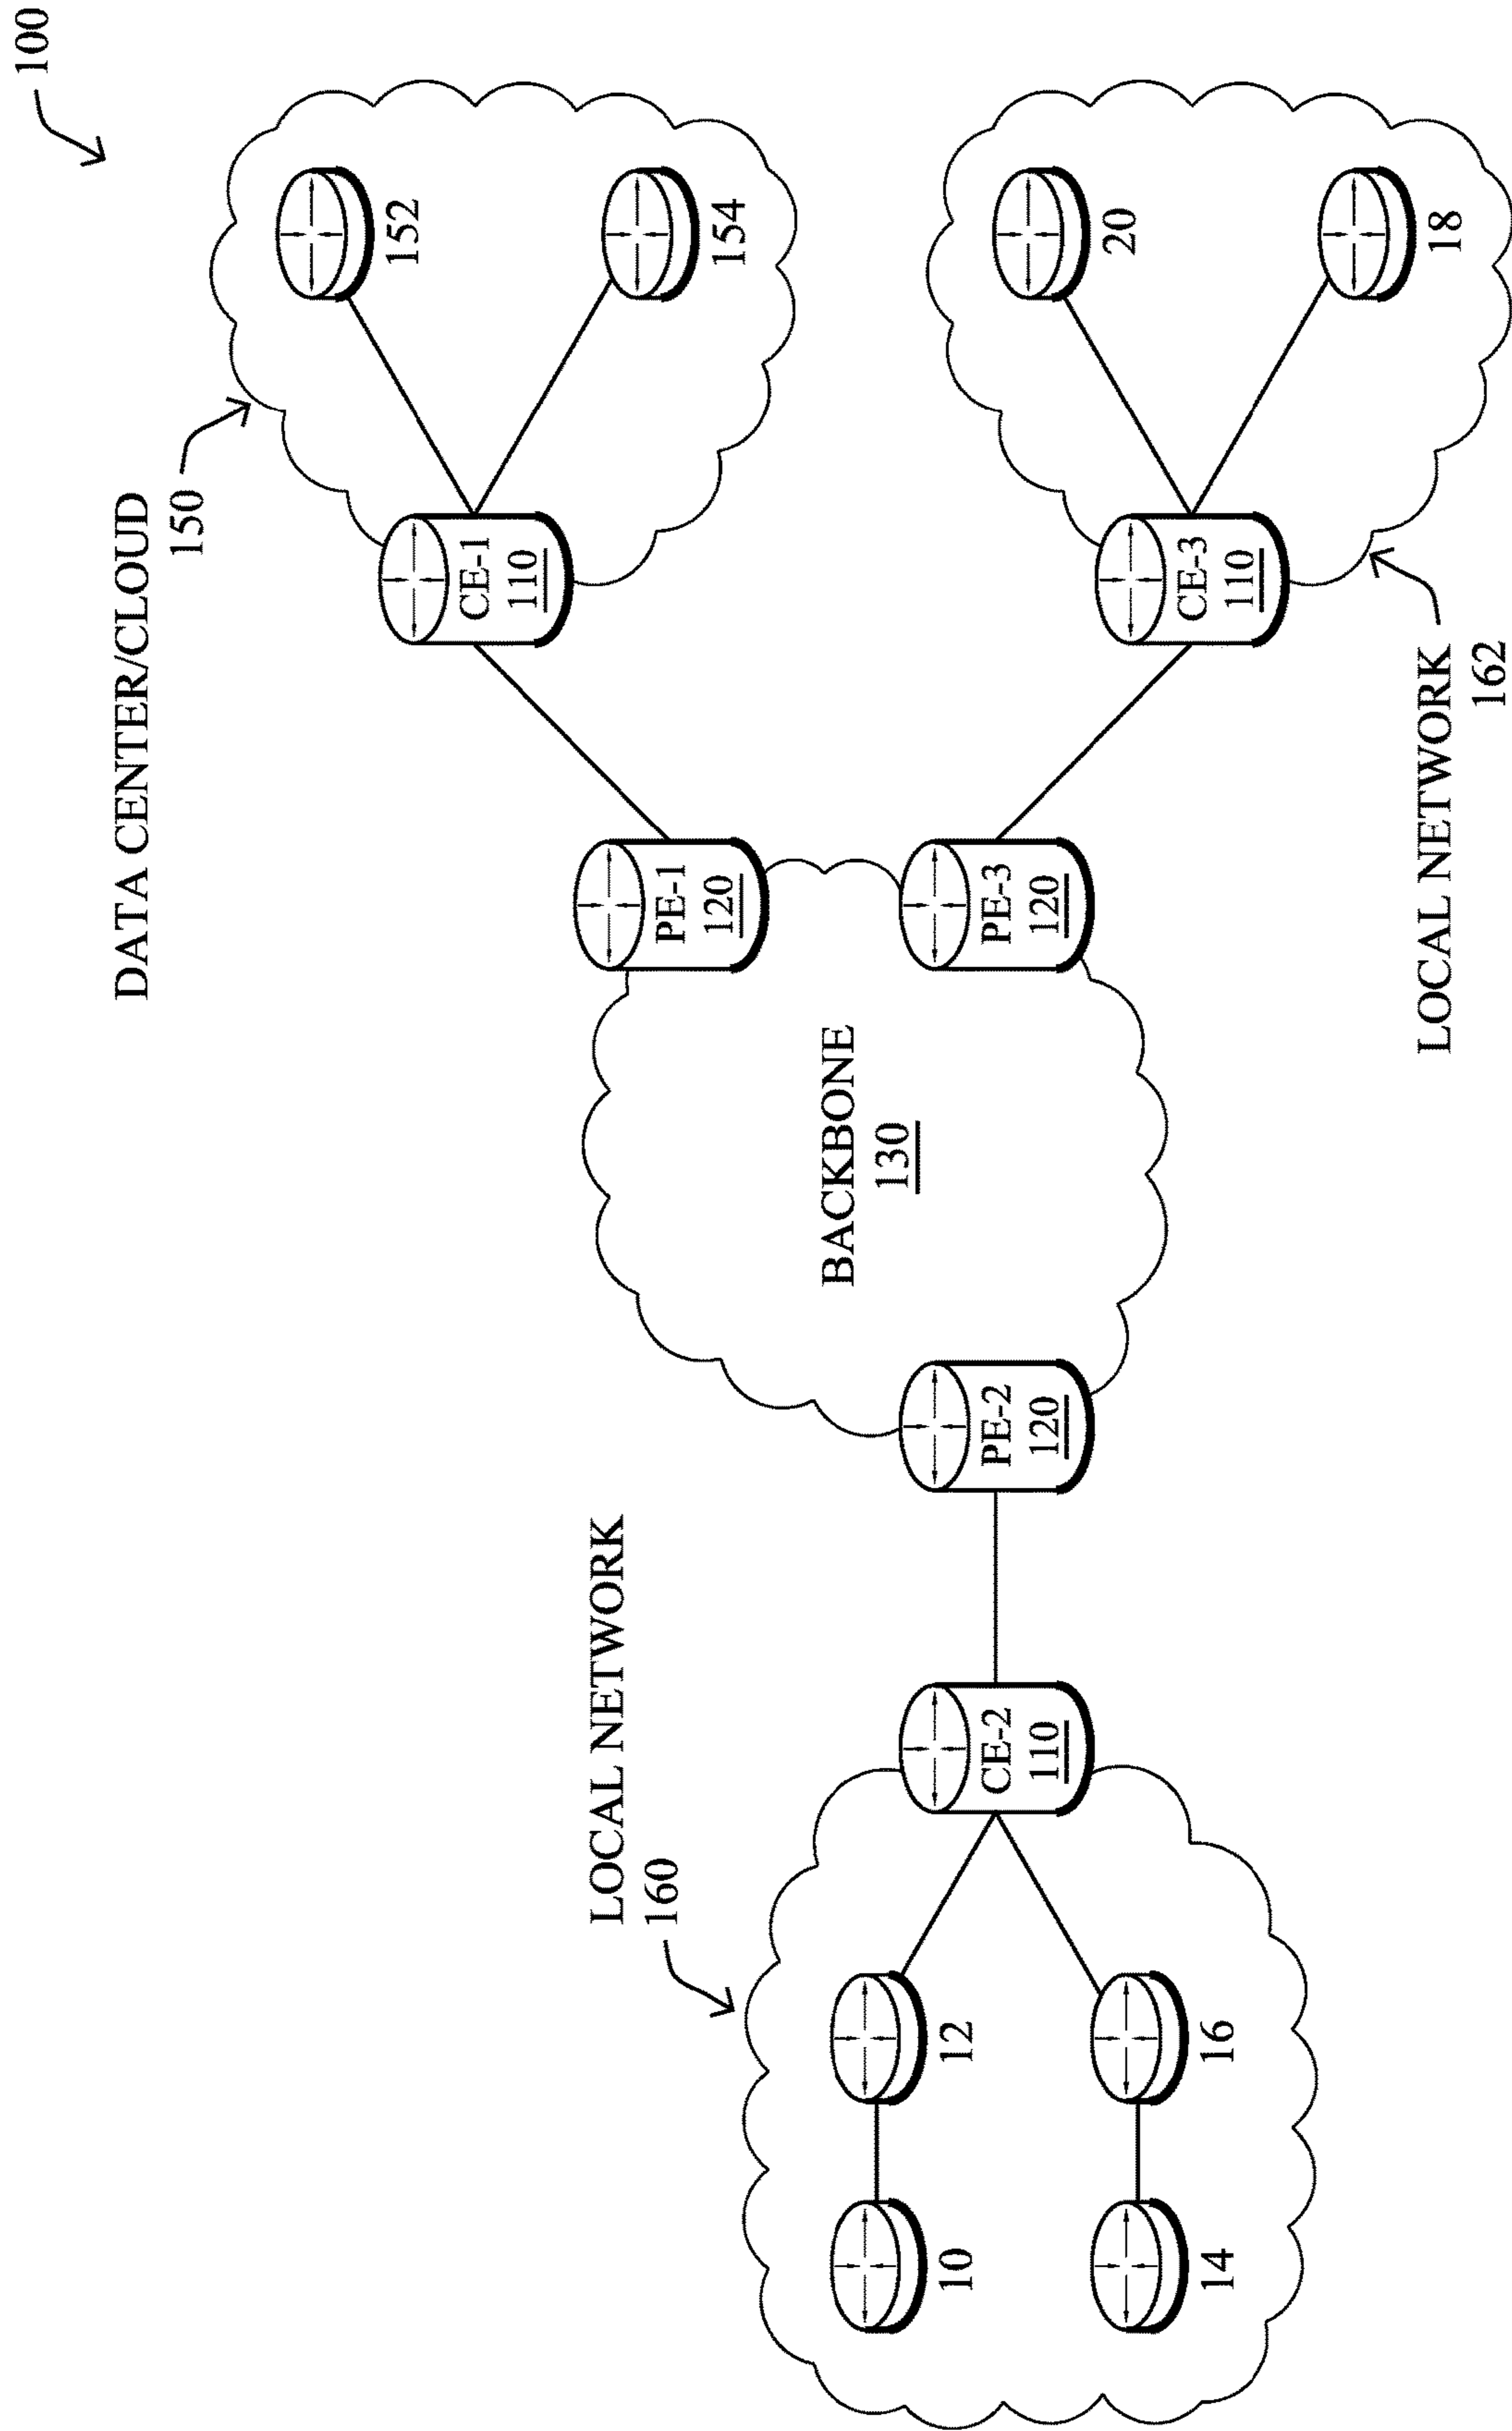 100
DATA CENTER/CLOUD
150
152
154
CE-1
110
PE-1
120
BACKBONE
130
PE-3
120
CE-3
110
20
18
LOCAL NETWORK
162
PE-2
120
LOCAL NETWORK
160
CE-2
110
12
10
16
14